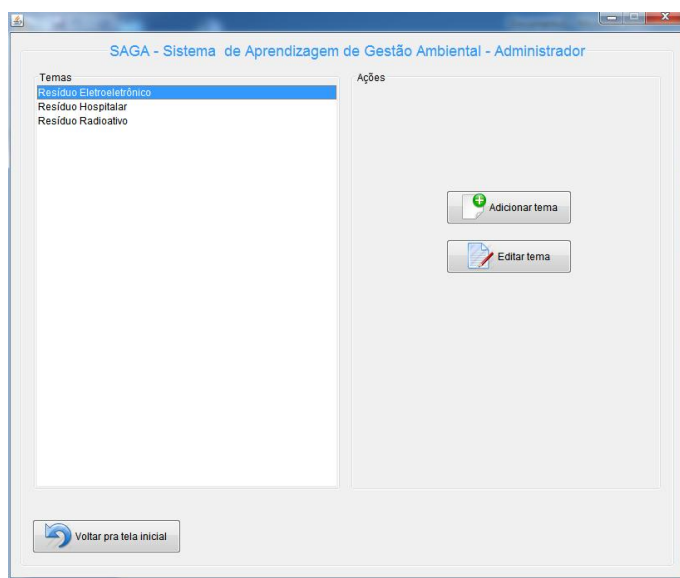 SAGA - Sistema de Aprendizagem de Gestão Ambiental - Administrador
Temas
Resíduo Eletroeletrônico
Resíduo Hospitalar
Resíduo Radioativo
Ações
Adicionar tema
Editar tema
Voltar pra tela inicial